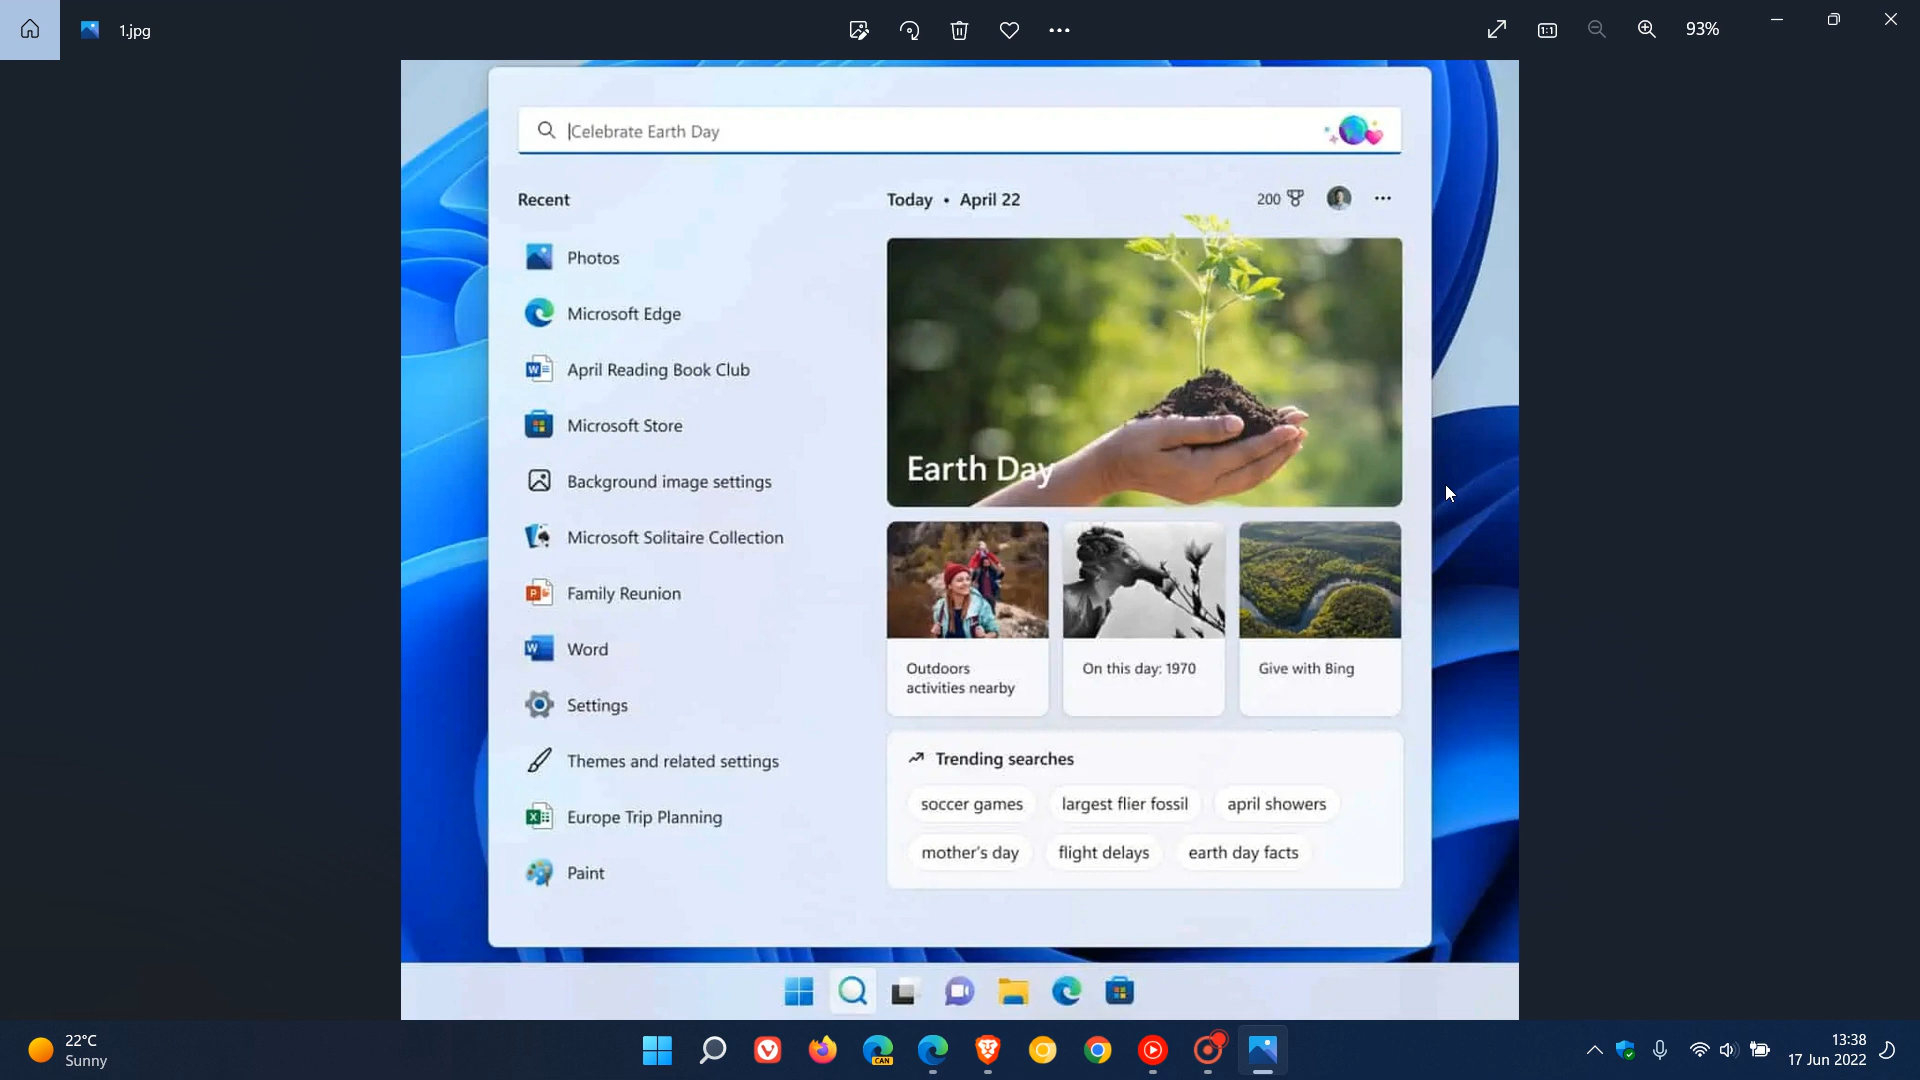 1.jpg
93%
Celebrate Earth Day
Recent
Today • April 22
200
Photos
Microsoft Edge
April Reading Book Club
Microsoft Store
Background image settings
Microsoft Solitaire Collection
Family Reunion
Word
Settings
Themes and related settings
Europe Trip Planning
Paint
Earth Day
Outdoors
activities nearby
On this day: 1970
Give with Bing
Trending searches
soccer games
largest flier fossil
april showers
mother's day
flight delays
earth day facts
22°C
Sunny
CAN
13:38
17 Jun 2022